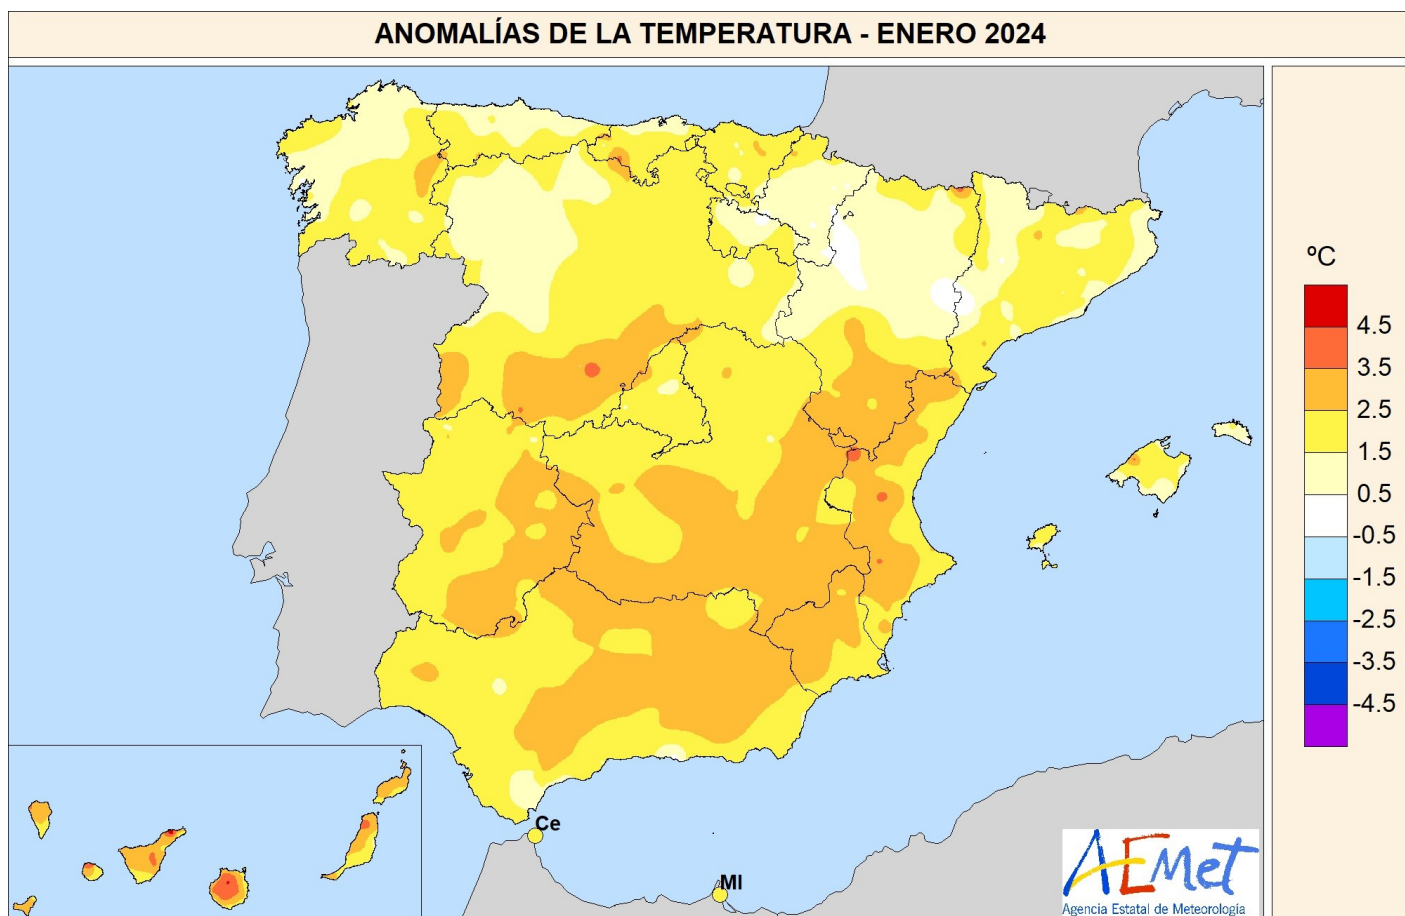 ANOMALÍAS DE LA TEMPERATURA - ENERO 2024
ºC
4.5
3.5
2.5
1.5
0.5
-0.5
-1.5
-2.5
-3.5
-4.5
Ce
Ml
AEMet
Agencia Estatal de Meteorología